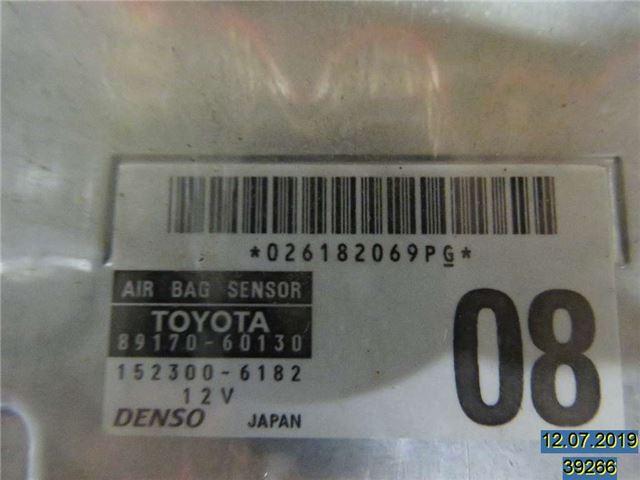 *026182069PG*
AIR BAG SENSOR
TOYOTA
89170-60130
152300-6182
12V
DENSO JAPAN
08
12.07.2019
39266